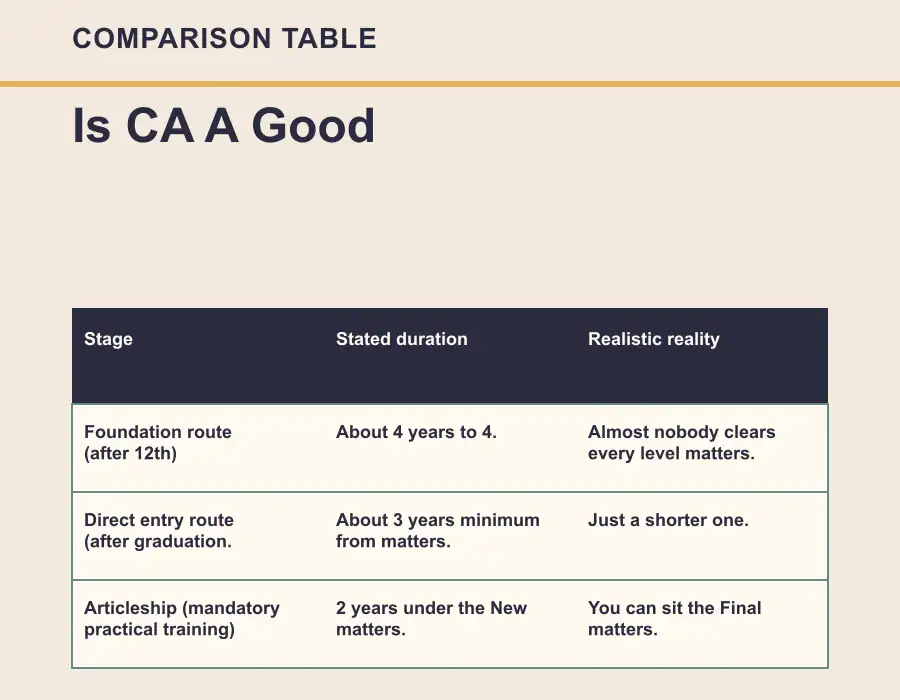 COMPARISON TABLE
Is CA A Good
Stage
Stated duration
Realistic reality
Foundation route
(after 12th)
About 4 years to 4.
Almost nobody clears
every level matters.
Direct entry route
(after graduation.
About 3 years minimum
from matters.
Just a shorter one.
Articleship (mandatory
practical training)
2 years under the New
matters.
You can sit the Final
matters.